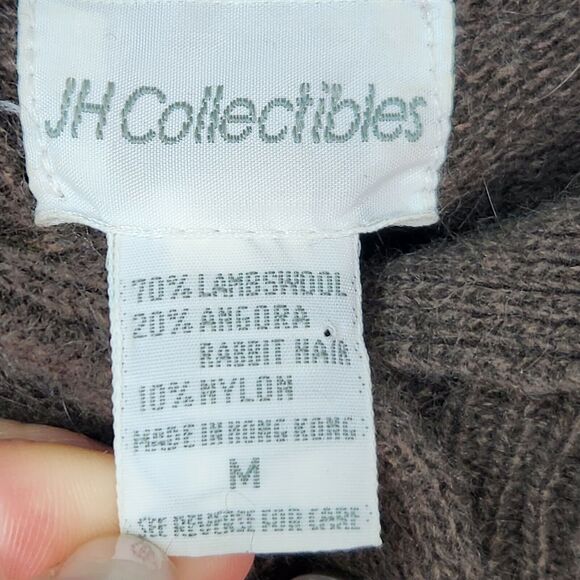 JH Collectibles
70% LAMBSWOOL
20% ANGORA
RABBIT HAIR
10% NYLON
MADE IN HONG KONG
M
SEE REVERSE FOR CARE